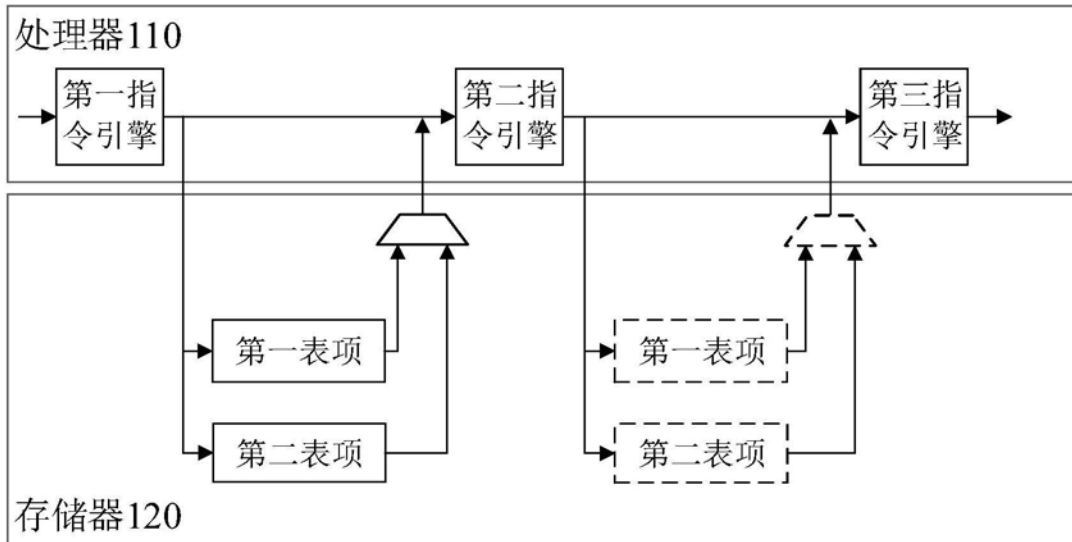 处理器110
第一指
令引擎
第二指
令引擎
第三指
令引擎
第一表项
第一表项
第二表项
第二表项
存储器120